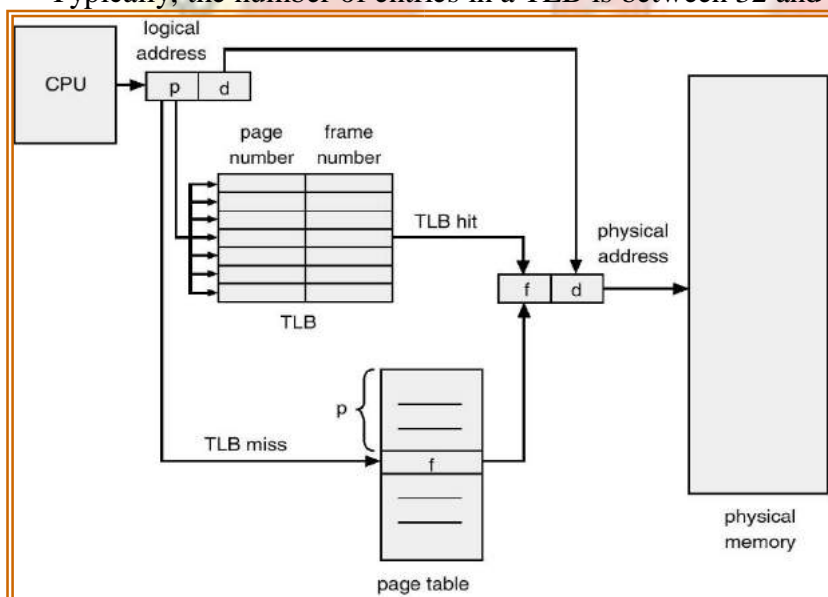 Typically, the number of entries in a TLB is between 32 and
logical
address
CPU
p d
page
number
frame
number
TLB hit
TLB
physical
address
f d
p
TLB miss
f
page table
physical
memory